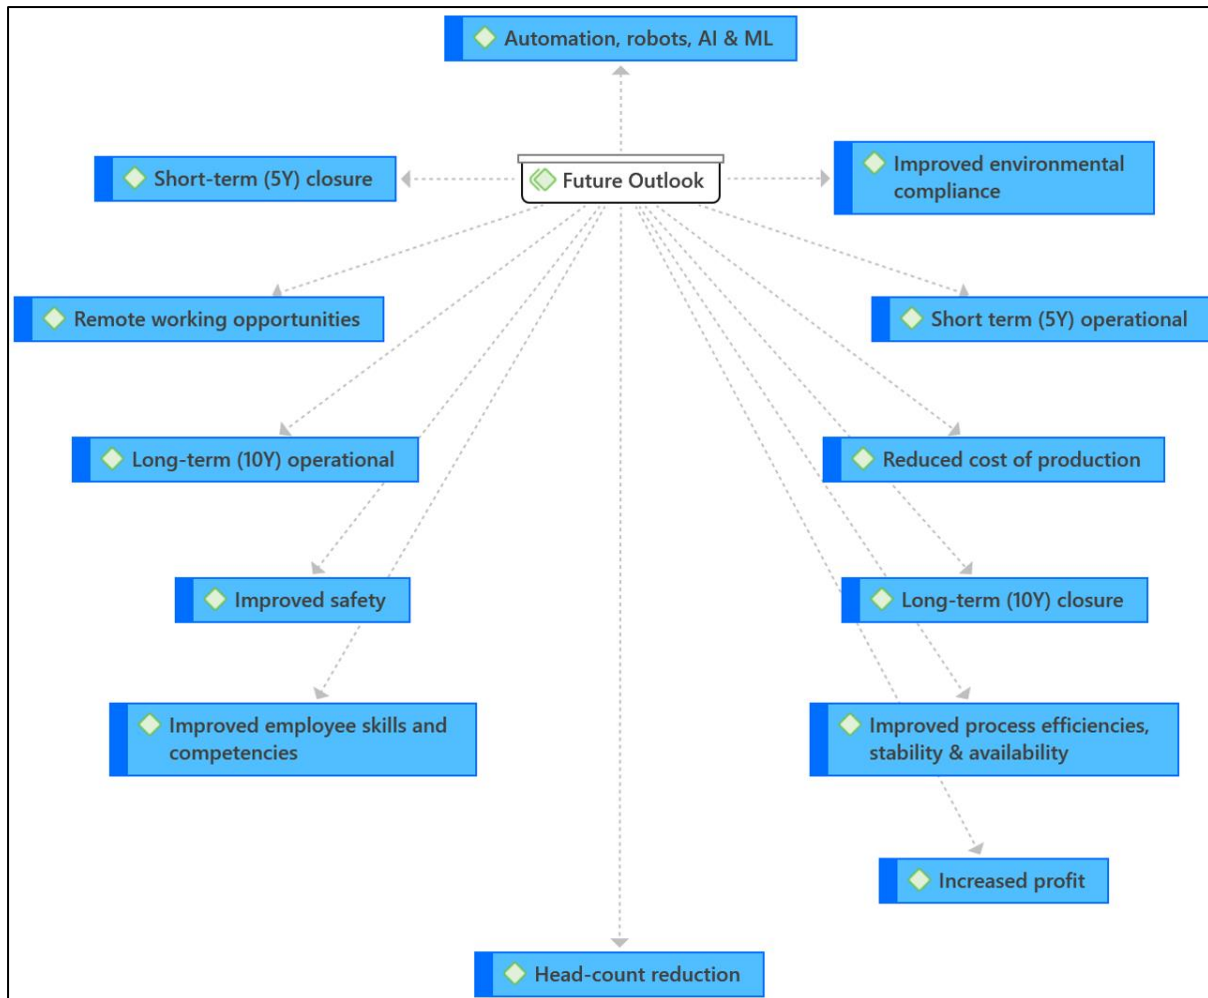 Automation, robots, AI & ML
Short-term (5Y) closure
Future Outlook
Improved environmental
compliance
Remote working opportunities
Short term (5Y) operational
Long-term (10Y) operational
Reduced cost of production
Improved safety
Long-term (10Y) closure
Improved employee skills and
competencies
Improved process efficiencies,
stability & availability
Increased profit
Head-count reduction